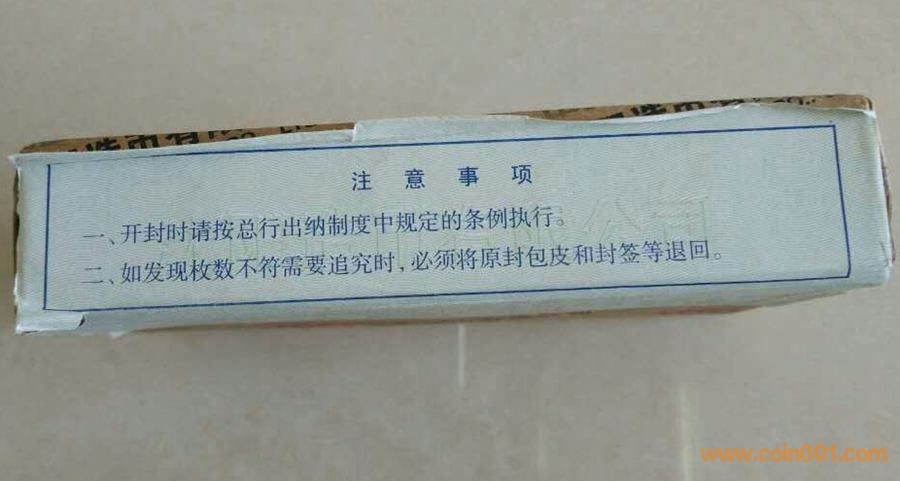 注意事项
一、开封时请按总行出纳制度中规定的条例执行。
二、如发现枚数不符需要追究时,必须将原封包皮和封签等退回。
www.coin001.com